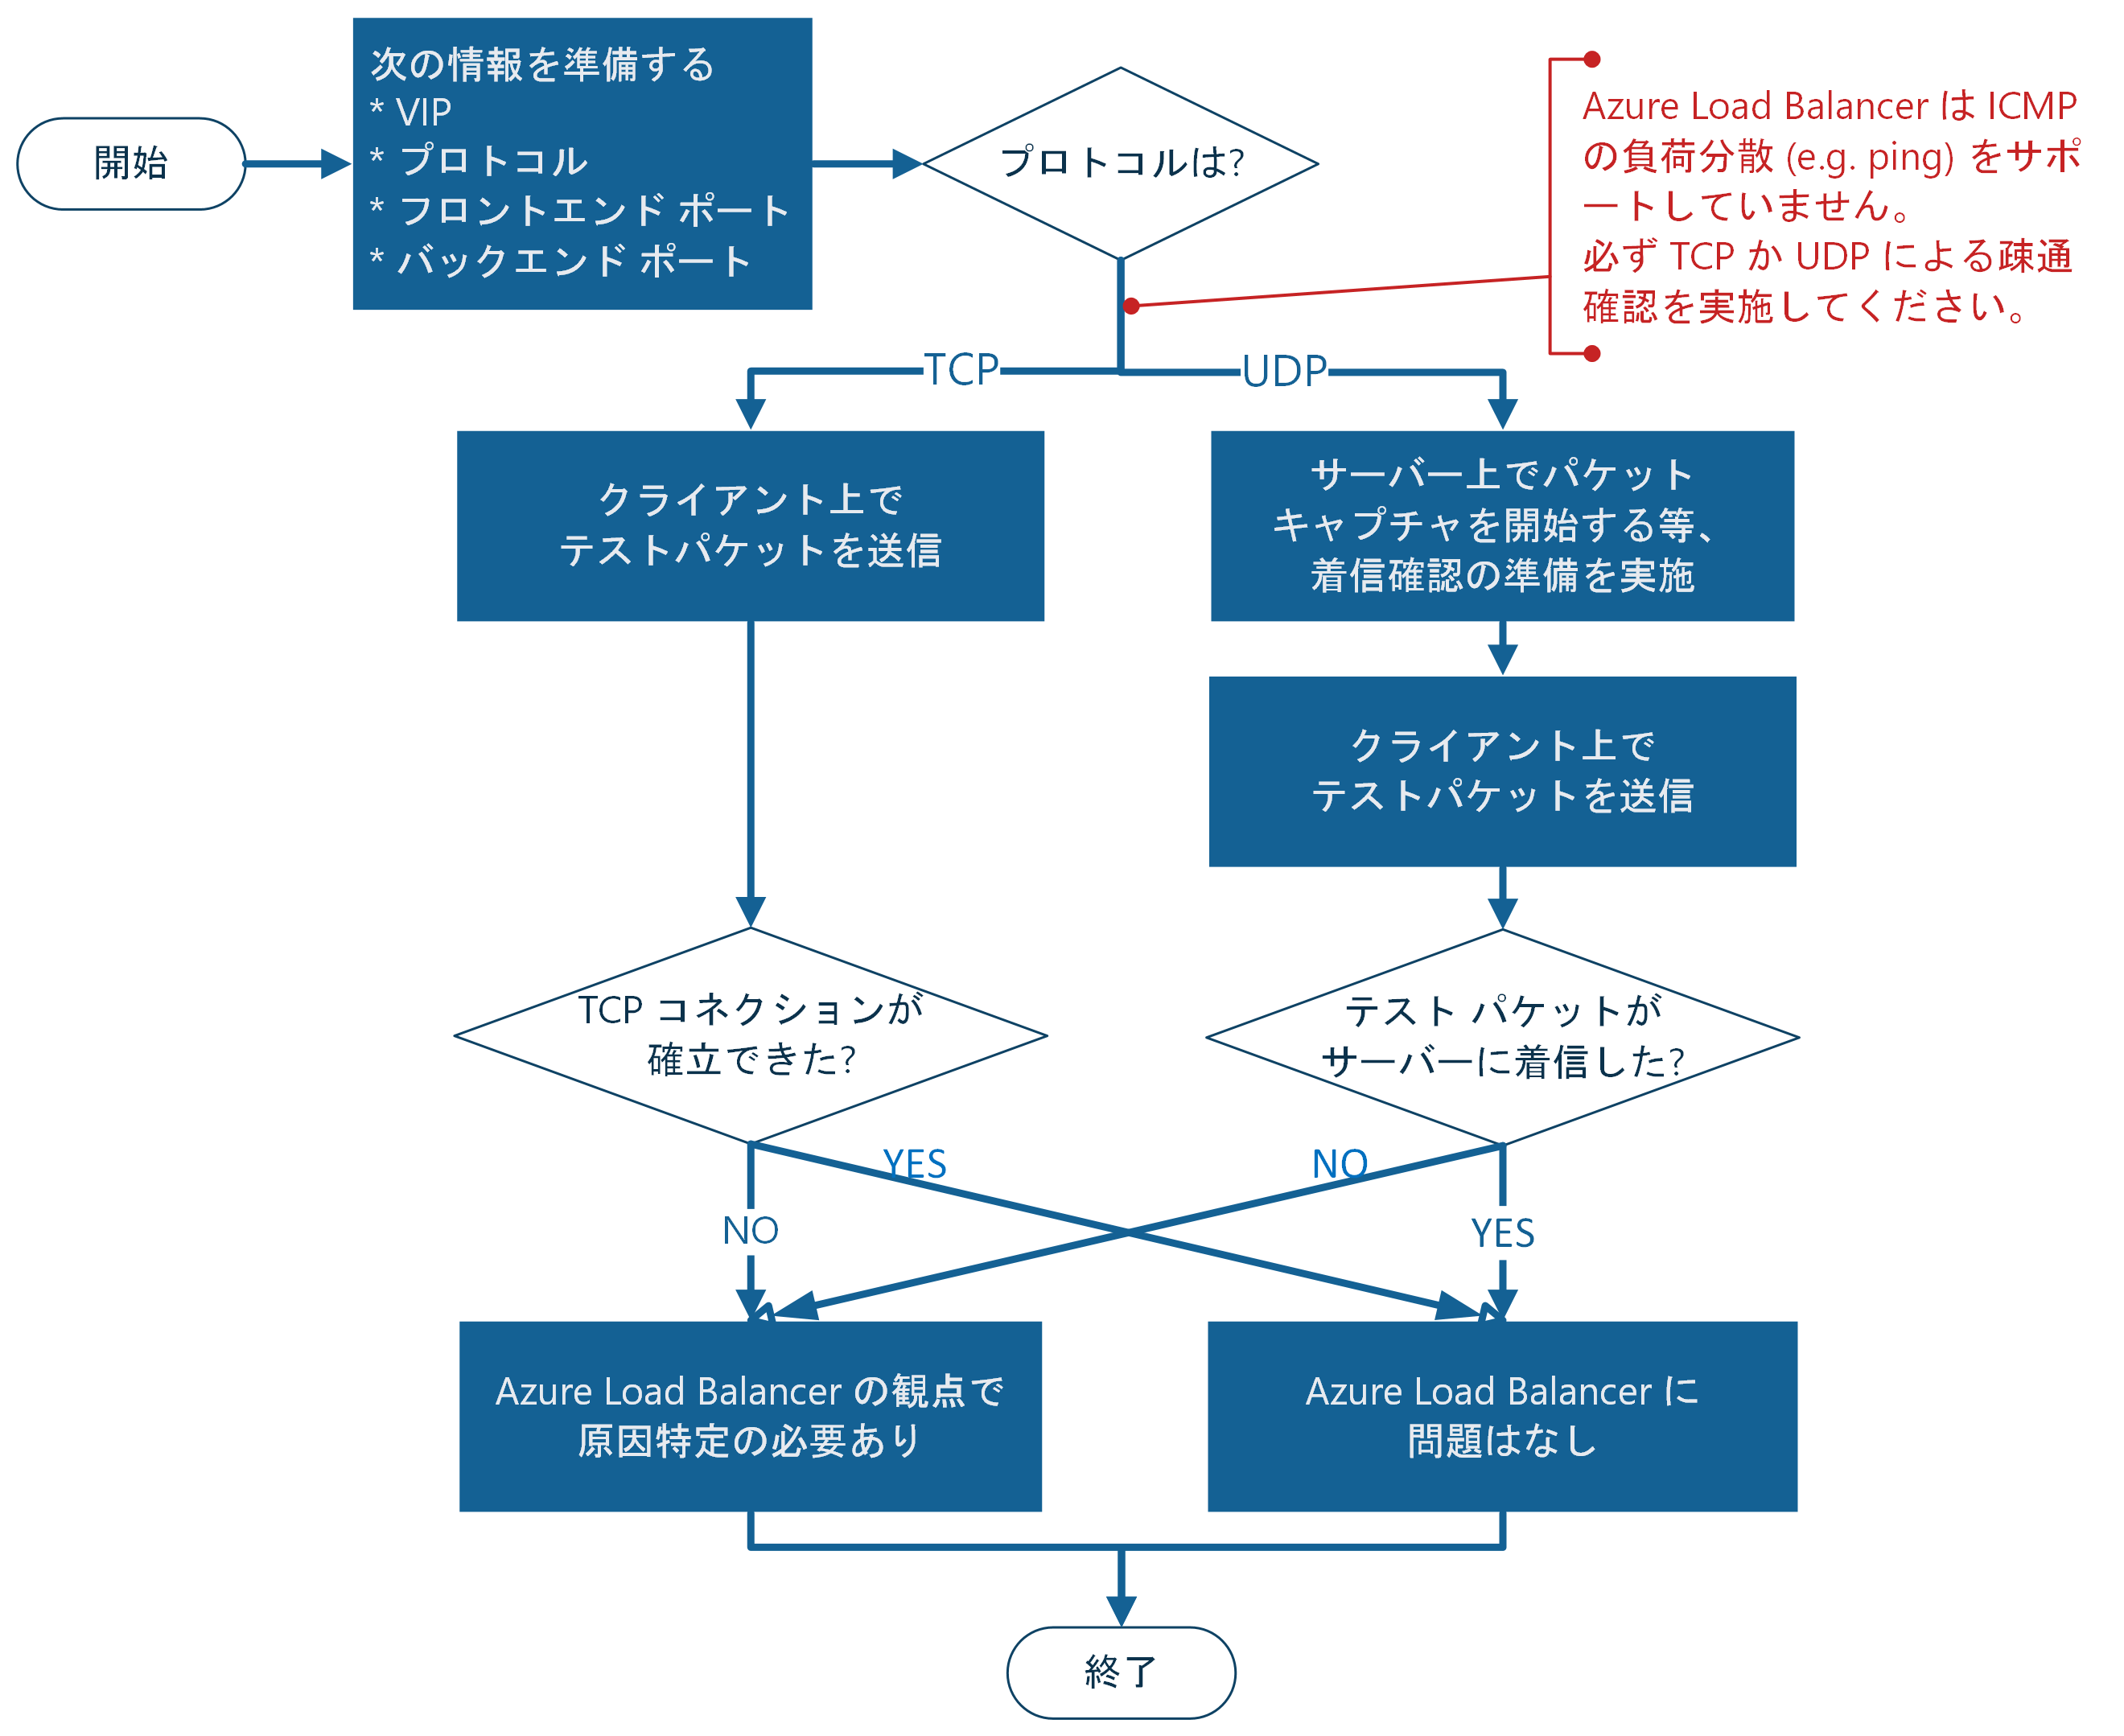 開始
次の情報を準備する
* VIP
* プロトコル
* フロントエンド ポート
* バックエンド ポート
プロトコルは?
Azure Load Balancer は ICMP
の負荷分散 (e.g. ping) をサポ
ートしていません。
必ず TCP か UDP による疎通
確認を実施してください。
TCP
UDP
クライアント上で
テストパケットを送信
サーバー上でパケット
キャプチャを開始する等、
着信確認の準備を実施
クライアント上で
テストパケットを送信
TCP コネクションが
確立できた?
テスト パケットが
サーバーに着信した?
YES
NO
NO
YES
Azure Load Balancer の観点で
原因特定の必要あり
Azure Load Balancer に
問題はなし
終了